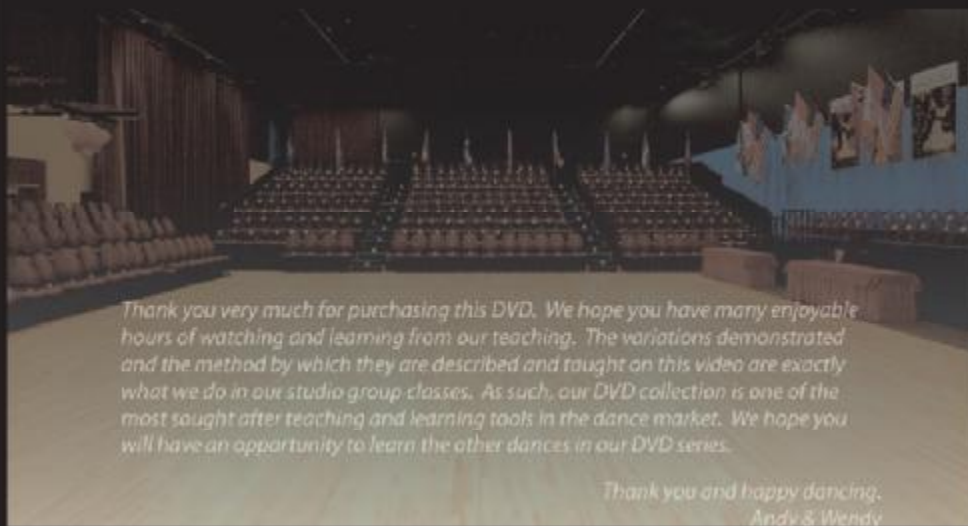 Thank you very much for purchasing this DVD. We hope you have many enjoyable
hours of watching and learning from our teaching. The variations demonstrated
and the method by which they are described and taught on this video are exactly
what we do in our studio group classes. As such, our DVD collection is one of the
most sought after teaching and learning tools in the dance market. We hope you
will have an opportunity to learn the other dances in our DVD series.
Thank you and happy dancing.
Andy & Wendy